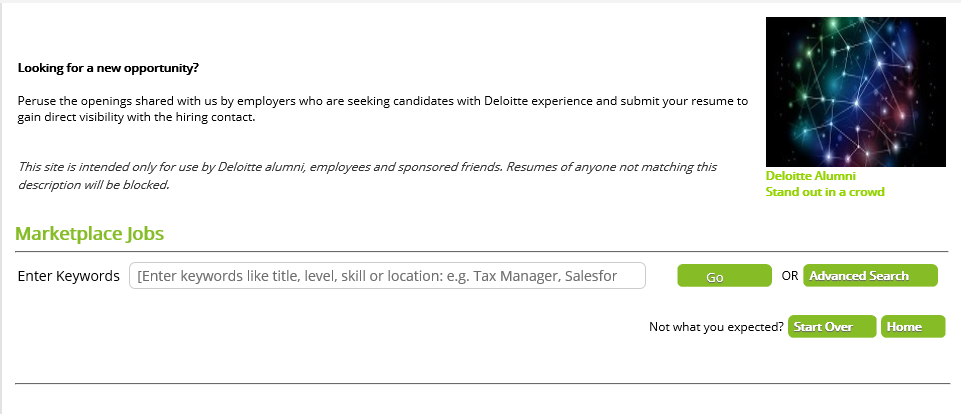 Looking for a new opportunity?
Peruse the openings shared with us by employers who are seeking candidates with Deloitte experience and submit your resume to
gain direct visibility with the hiring contact.
This site is intended only for use by Deloitte alumni, employees and sponsored friends. Resumes of anyone not matching this
description will be blocked.
Deloitte Alumni
Stand out in a crowd
Marketplace Jobs
Enter Keywords [Enter keywords like title, level, skill or location: e.g. Tax Manager, Salesfor Go OR Advanced Search
Not what you expected? Start Over Home